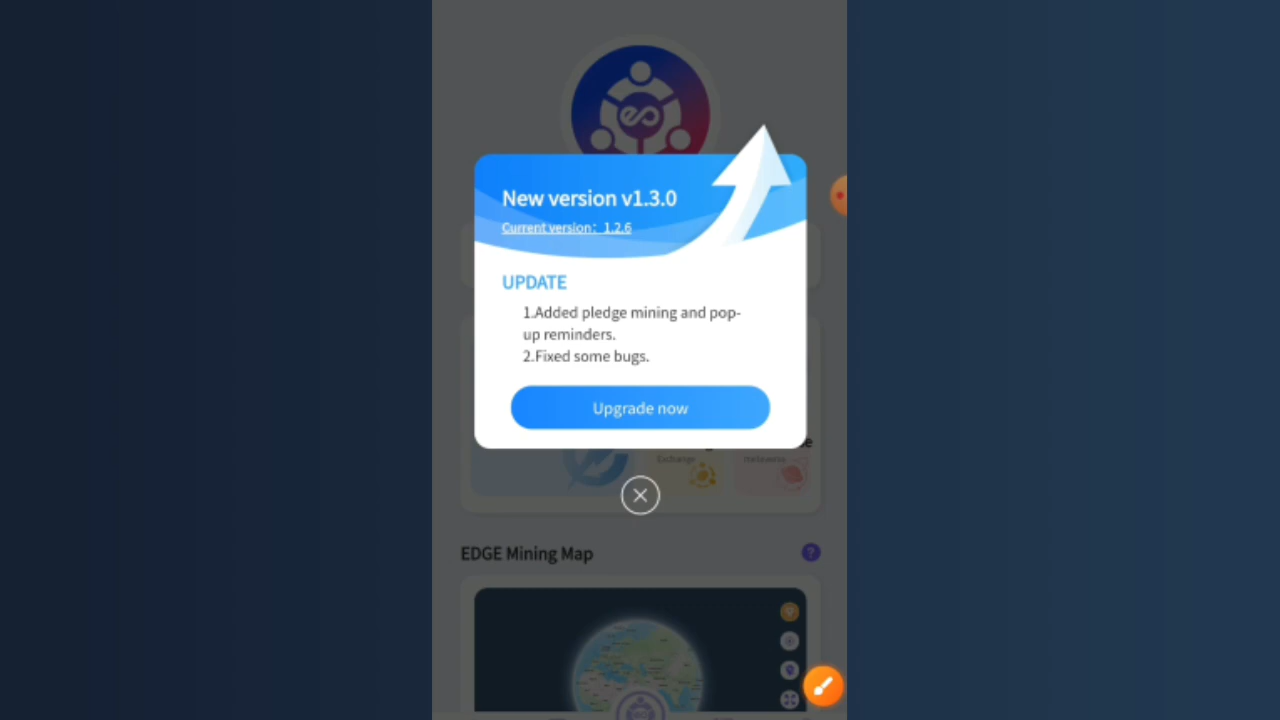 New version v1.3.0
Current version: 1.2.6
UPDATE
1.Added pledge mining and pop-
up reminders.
2.Fixed some bugs.
Upgrade now
Exchange
EDGE Mining Map
?